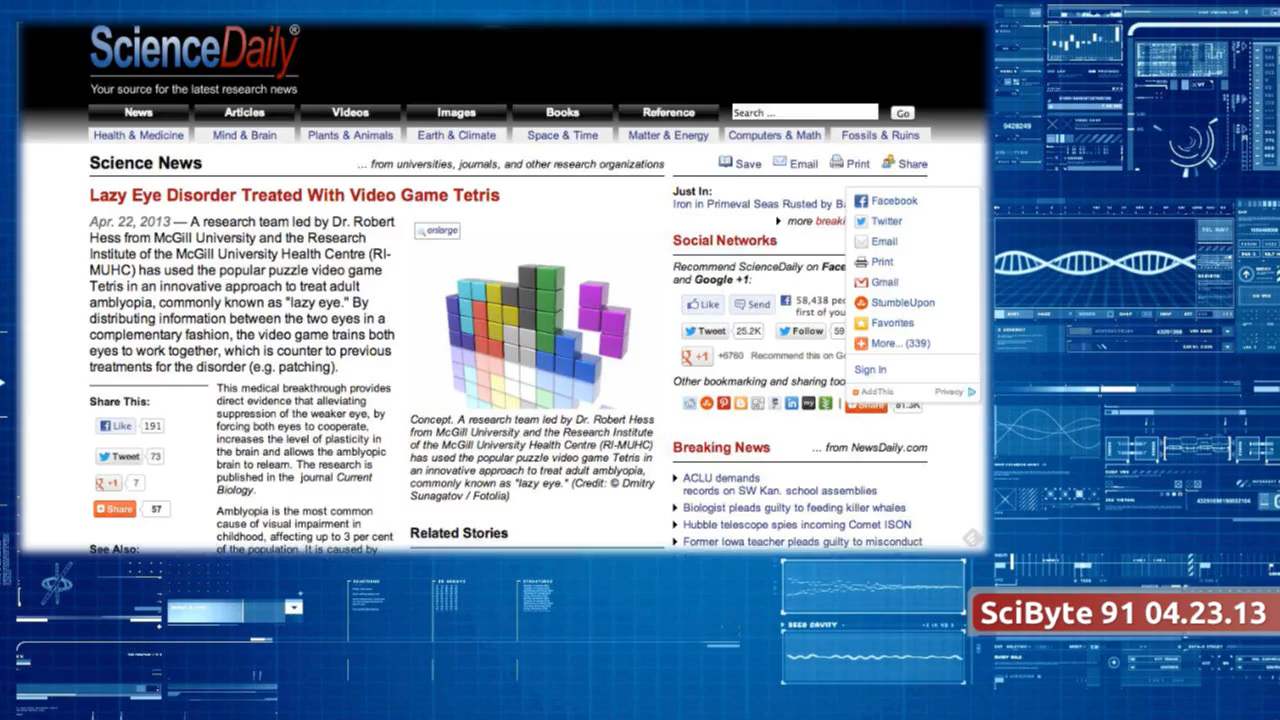 ScienceDaily®
Your source for the latest research news
News Articles Videos Images Books Reference Search ... Go
Health & Medicine Mind & Brain Plants & Animals Earth & Climate Space & Time Matter & Energy Computers & Math Fossils & Ruins
Science News
... from universities, journals, and other research organizations
Save Email Print Share
Lazy Eye Disorder Treated With Video Game Tetris
Apr. 22, 2013 — A research team led by Dr. Robert
Hess from McGill University and the Research
Institute of the McGill University Health Centre (RI-
MUHC) has used the popular puzzle video game
Tetris in an innovative approach to treat adult
amblyopia, commonly known as "lazy eye." By
distributing information between the two eyes in a
complementary fashion, the video game trains both
eyes to work together, which is counter to previous
treatments for the disorder (e.g. patching).
Share This:
Like 191
Tweet 73
+1 7
Share 57
See Also:
This medical breakthrough provides
direct evidence that alleviating
suppression of the weaker eye, by
forcing both eyes to cooperate,
increases the level of plasticity in
the brain and allows the amblyopic
brain to relearn. The research is
published in the journal Current
Biology.
Amblyopia is the most common
cause of visual impairment in
childhood, affecting up to 3 per cent
of the population. It is caused by
enlarge
Concept. A research team led by Dr. Robert Hess
from McGill University and the Research Institute
of the McGill University Health Centre (RI-MUHC)
has used the popular puzzle video game Tetris in
an innovative approach to treat adult amblyopia,
commonly known as "lazy eye." (Credit: © Dmitry
Sunagatov / Fotolia)
Related Stories
Just In:
Iron in Primeval Seas Rusted by
more
Social Networks
Recommend ScienceDaily on
and Google +1:
Like Send 58,438
first of
Tweet 25.2K Follow 59
+1 +6760 Recommend this on
Other bookmarking and sharing
Share 81.3K
Facebook
Twitter
Email
Print
Gmail
StumbleUpon
Favorites
More... (339)
Sign In
AddThis Privacy
Breaking News
... from NewsDaily.com
ACLU demands
records on SW Kan. school assemblies
Biologist pleads guilty to feeding killer whales
Hubble telescope spies incoming Comet ISON
Former Iowa teacher pleads guilty to misconduct
9428249
SciByte 91 04.23.13